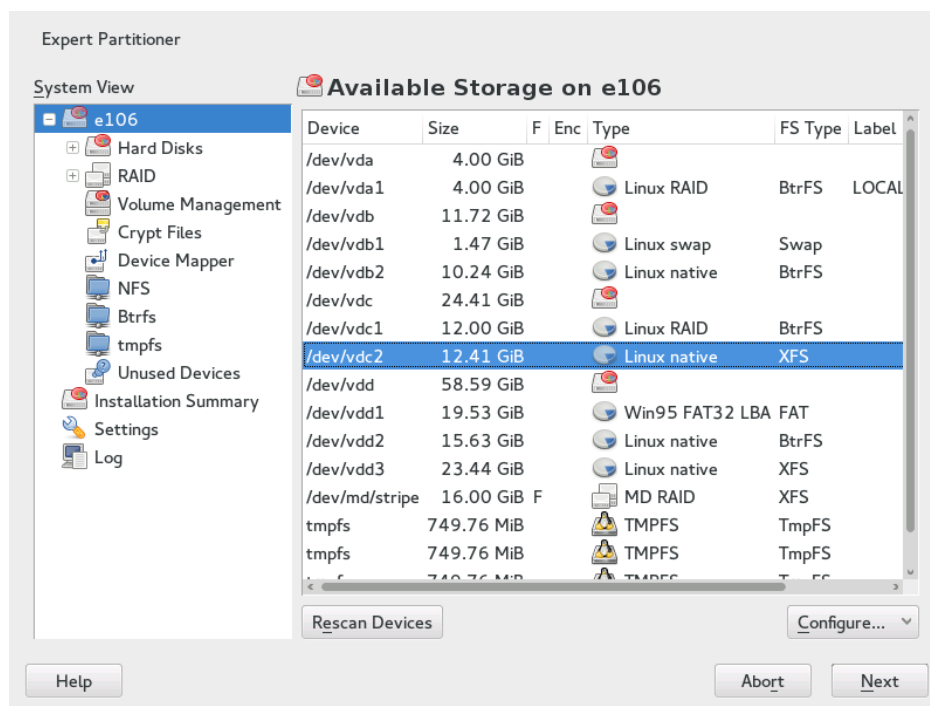 Expert Partitioner
System View
Available Storage on e106
e106
Hard Disks
RAID
Volume Management
Crypt Files
Device Mapper
NFS
Btrfs
tmpfs
Unused Devices
Installation Summary
Settings
Log
Device Size F Enc Type FS Type Label
/dev/vda 4.00 GiB
/dev/vda1 4.00 GiB Linux RAID BtrFS LOCAL
/dev/vdb 11.72 GiB
/dev/vdb1 1.47 GiB Linux swap Swap
/dev/vdb2 10.24 GiB Linux native BtrFS
/dev/vdc 24.41 GiB
/dev/vdc1 12.00 GiB Linux RAID BtrFS
/dev/vdc2 12.41 GiB Linux native XFS
/dev/vdd 58.59 GiB
/dev/vdd1 19.53 GiB Win95 FAT32 LBA FAT
/dev/vdd2 15.63 GiB Linux native BtrFS
/dev/vdd3 23.44 GiB Linux native XFS
/dev/md/stripe 16.00 GiB F MD RAID XFS
tmpfs 749.76 MiB TMPFS TmpFS
tmpfs 749.76 MiB TMPFS TmpFS
Rescan Devices Configure...
Help Abort Next